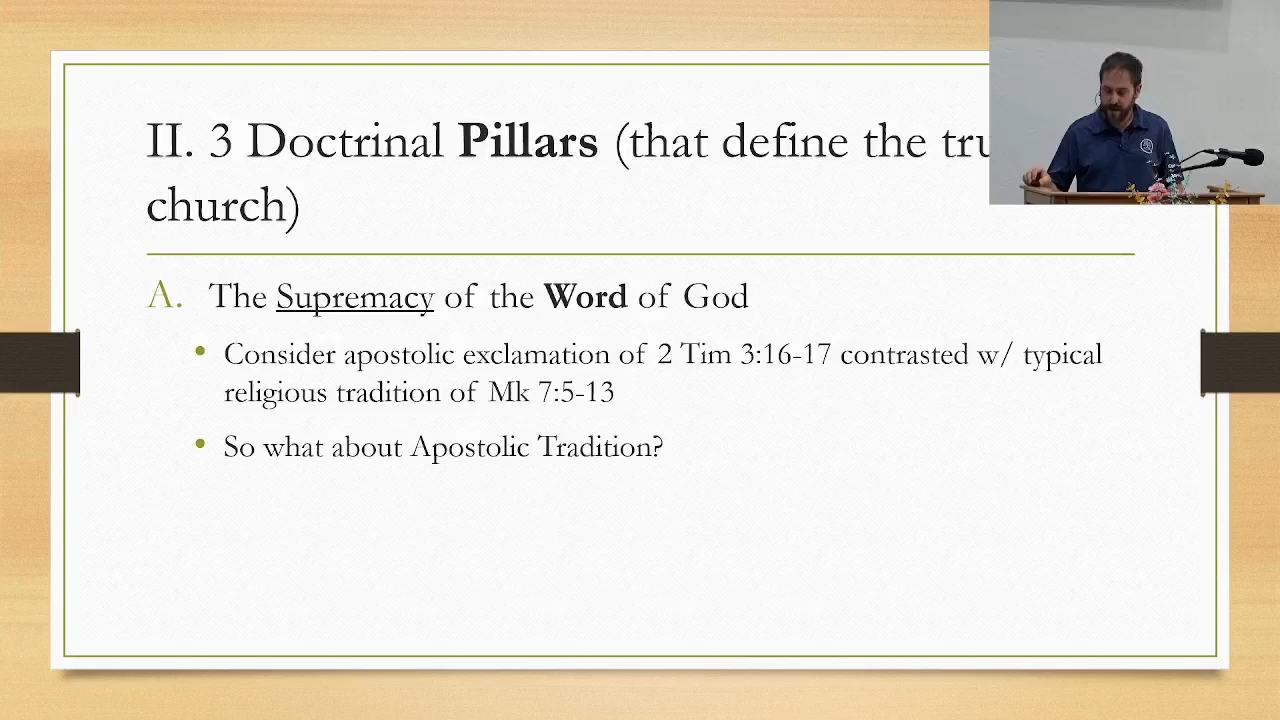 II. 3 Doctrinal Pillars (that define the
church)
A. The Supremacy of the Word of God
• Consider apostolic exclamation of 2 Tim 3:16-17 contrasted w/ typical
religious tradition of Mk 7:5-13
• So what about Apostolic Tradition?